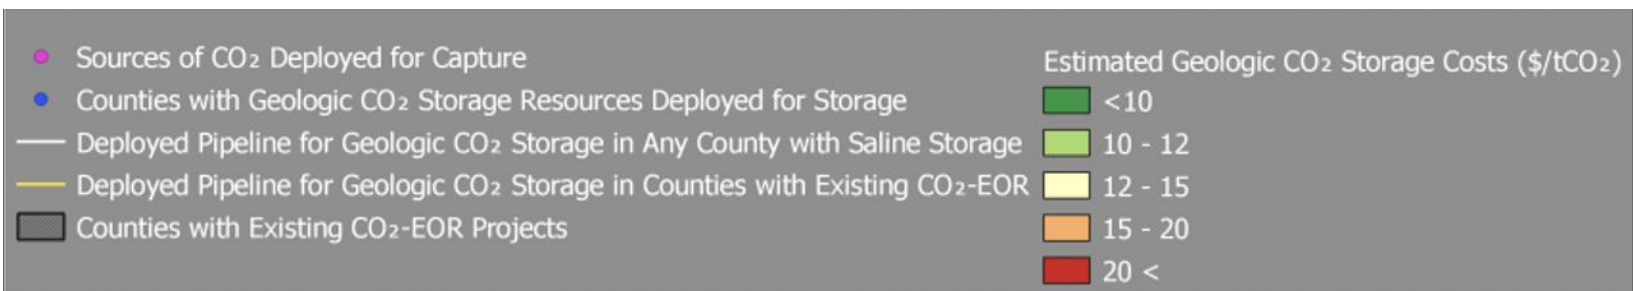 Sources of CO₂ Deployed for Capture
Counties with Geologic CO₂ Storage Resources Deployed for Storage
Deployed Pipeline for Geologic CO₂ Storage in Any County with Saline Storage
Deployed Pipeline for Geologic CO₂ Storage in Counties with Existing CO₂-EOR
Counties with Existing CO₂-EOR Projects
Estimated Geologic CO₂ Storage Costs ($/tCO₂)
<10
10 - 12
12 - 15
15 - 20
20 <